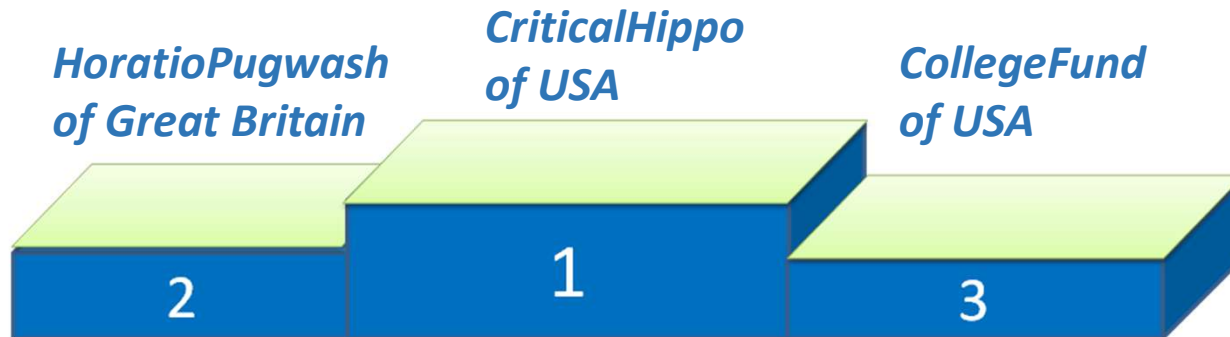 HoratioPugwash
of Great Britain
CriticalHippo
of USA
CollegeFund
of USA
2
1
3